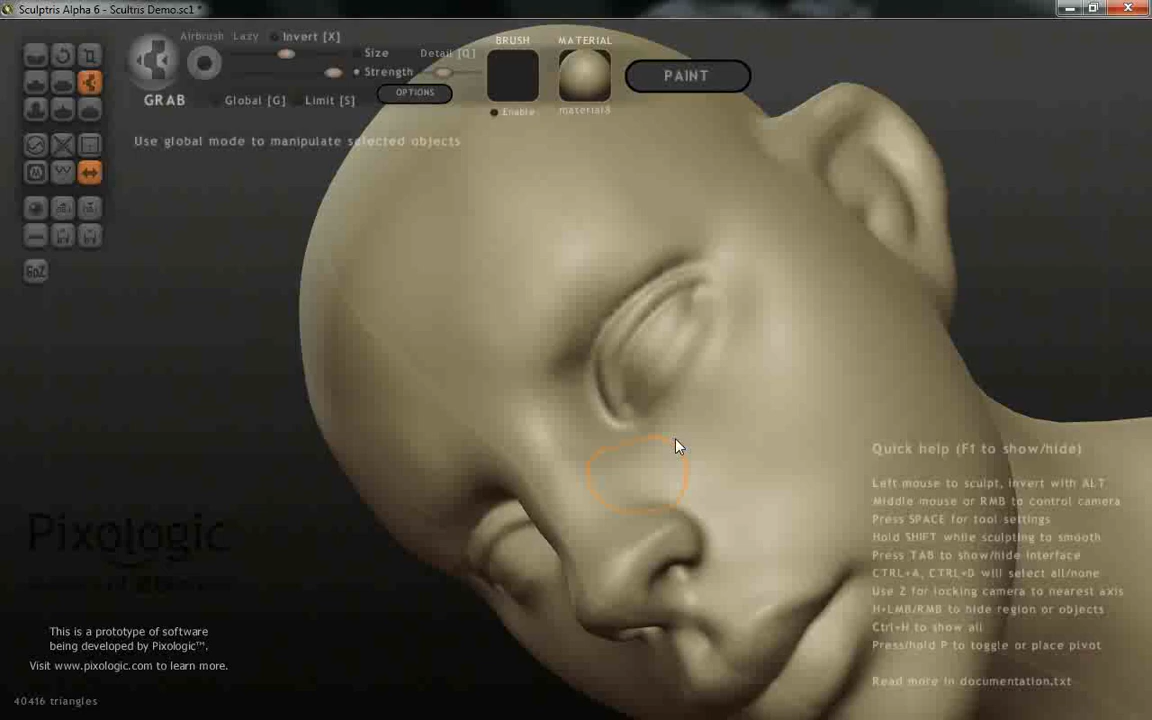 Sculptris Alpha 6 - Scultris Demo.sc1 *
Airbrush Lazy Invert [X]
Size Detail [Q]
Strength
GRAB Global [G] Limit [S] OPTIONS
BRUSH MATERIAL
Enable material8
PAINT
Use global mode to manipulate selected objects
GoZ
Quick help (F1 to show/hide)
Left mouse to sculpt, invert with ALT
Middle mouse or RMB to control camera
Press SPACE for tool settings
Hold SHIFT while sculpting to smooth
Press TAB to show/hide interface
CTRL+A, CTRL+D will select all/none
Use Z for locking camera to nearest axis
H+LMB/RMB to hide region or objects
Ctrl-H to show all
Press/hold P to toggle or place pivot
Read more in documentation.txt
Pixologic
This is a prototype of software
being developed by Pixologic™.
Visit www.pixologic.com to learn more.
40416 triangles